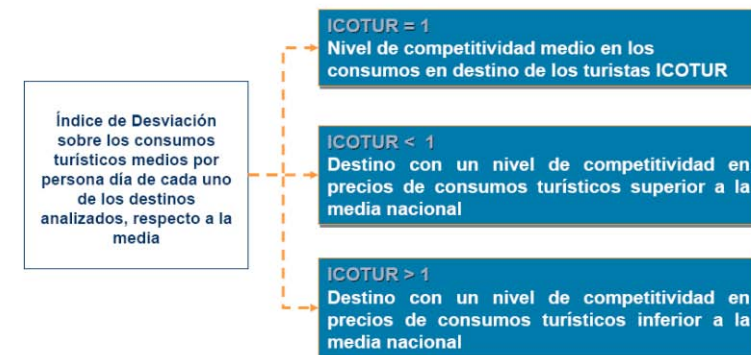 Índice de Desviación
sobre los consumos
turísticos medios por
persona día de cada uno
de los destinos
analizados, respecto a la
media
ICOTUR = 1
Nivel de competitividad medio en los
consumos en destino de los turistas ICOTUR
ICOTUR < 1
Destino con un nivel de competitividad en
precios de consumos turísticos superior a la
media nacional
ICOTUR > 1
Destino con un nivel de competitividad en
precios de consumos turísticos inferior a la
media nacional